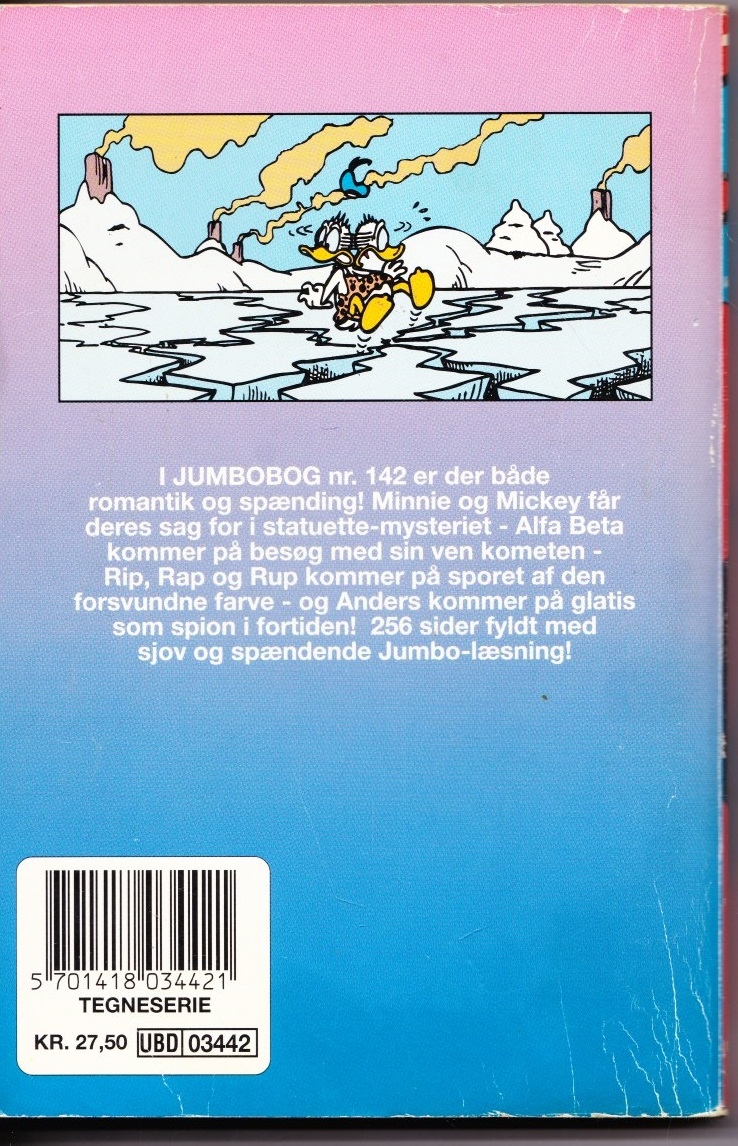 I JUMBOBOG nr. 142 er der både
romantik og spænding! Minnie og Mickey får
deres sag for i statuette-mysteriet - Alfa Beta
kommer på besøg med sin ven kometen -
Rip, Rap og Rup kommer på sporet af den
forsvundne farve - og Anders kommer på glatis
som spion i fortiden! 256 sider fyldt med
sjov og spændende Jumbo-læsning!
5 701418 034421
TEGNESERIE
KR. 27,50 UBD 03442